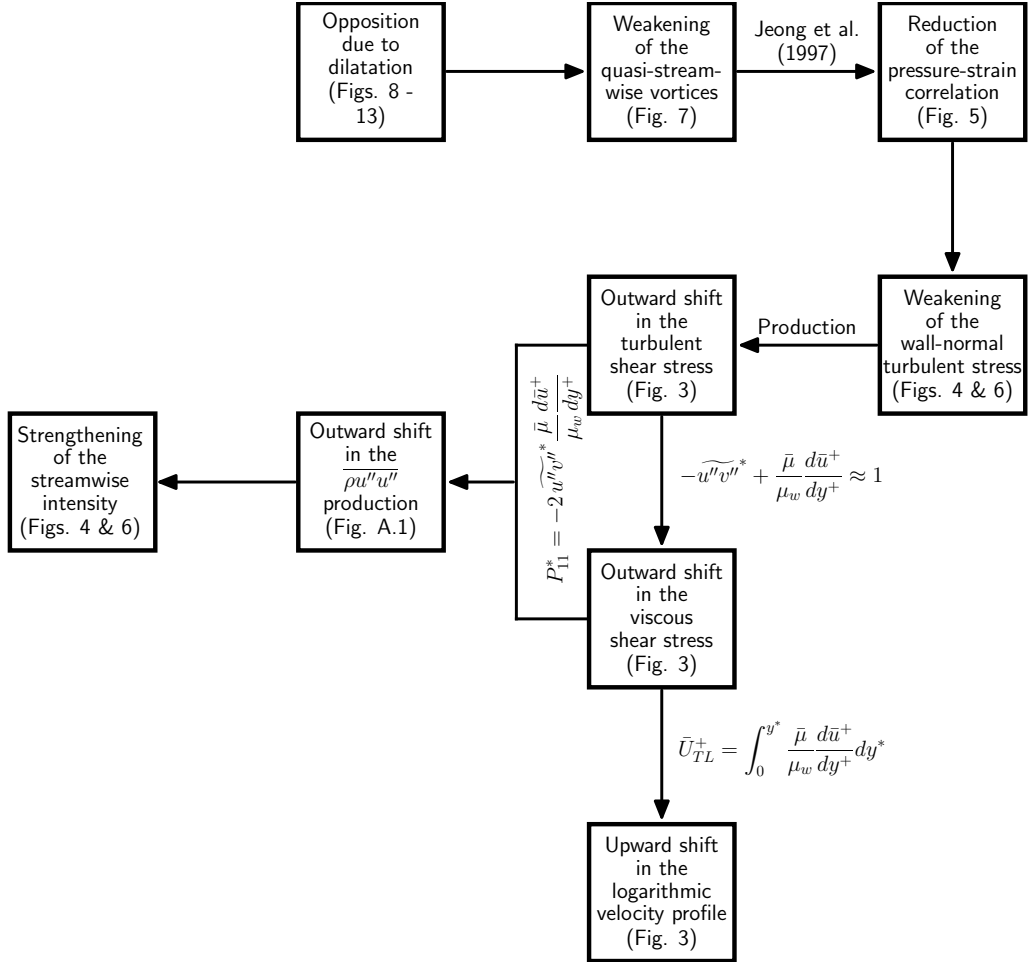 Opposition
due to
dilatation
(Figs. 8 -
13)
Weakening
of the
quasi-stream-
wise vortices
(Fig. 7)
Jeong et al.
(1997)
Reduction
of the
pressure-strain
correlation
(Fig. 5)
Weakening
of the
wall-normal
turbulent stress
(Figs. 4 & 6)
Production
Outward shift
in the
turbulent
shear stress
(Fig. 3)
$-\widetilde{u''v''}^* + \frac{\bar{\mu}}{\mu_w}\frac{d\bar{u}^+}{dy^+} \approx 1$
$P_{11}^* = -2\widetilde{u''v''}^*\frac{\bar{\mu}}{\mu_w}\frac{d\bar{u}^+}{dy^+}$
Outward shift
in the
$\overline{\rho u''u''}$
production
(Fig. A.1)
Strengthening
of the
streamwise
intensity
(Figs. 4 & 6)
Outward shift
in the
viscous
shear stress
(Fig. 3)
$\bar{U}_{TL}^+ = \int_0^{y^*} \frac{\bar{\mu}}{\mu_w}\frac{d\bar{u}^+}{dy^+}dy^*$
Upward shift
in the
logarithmic
velocity profile
(Fig. 3)